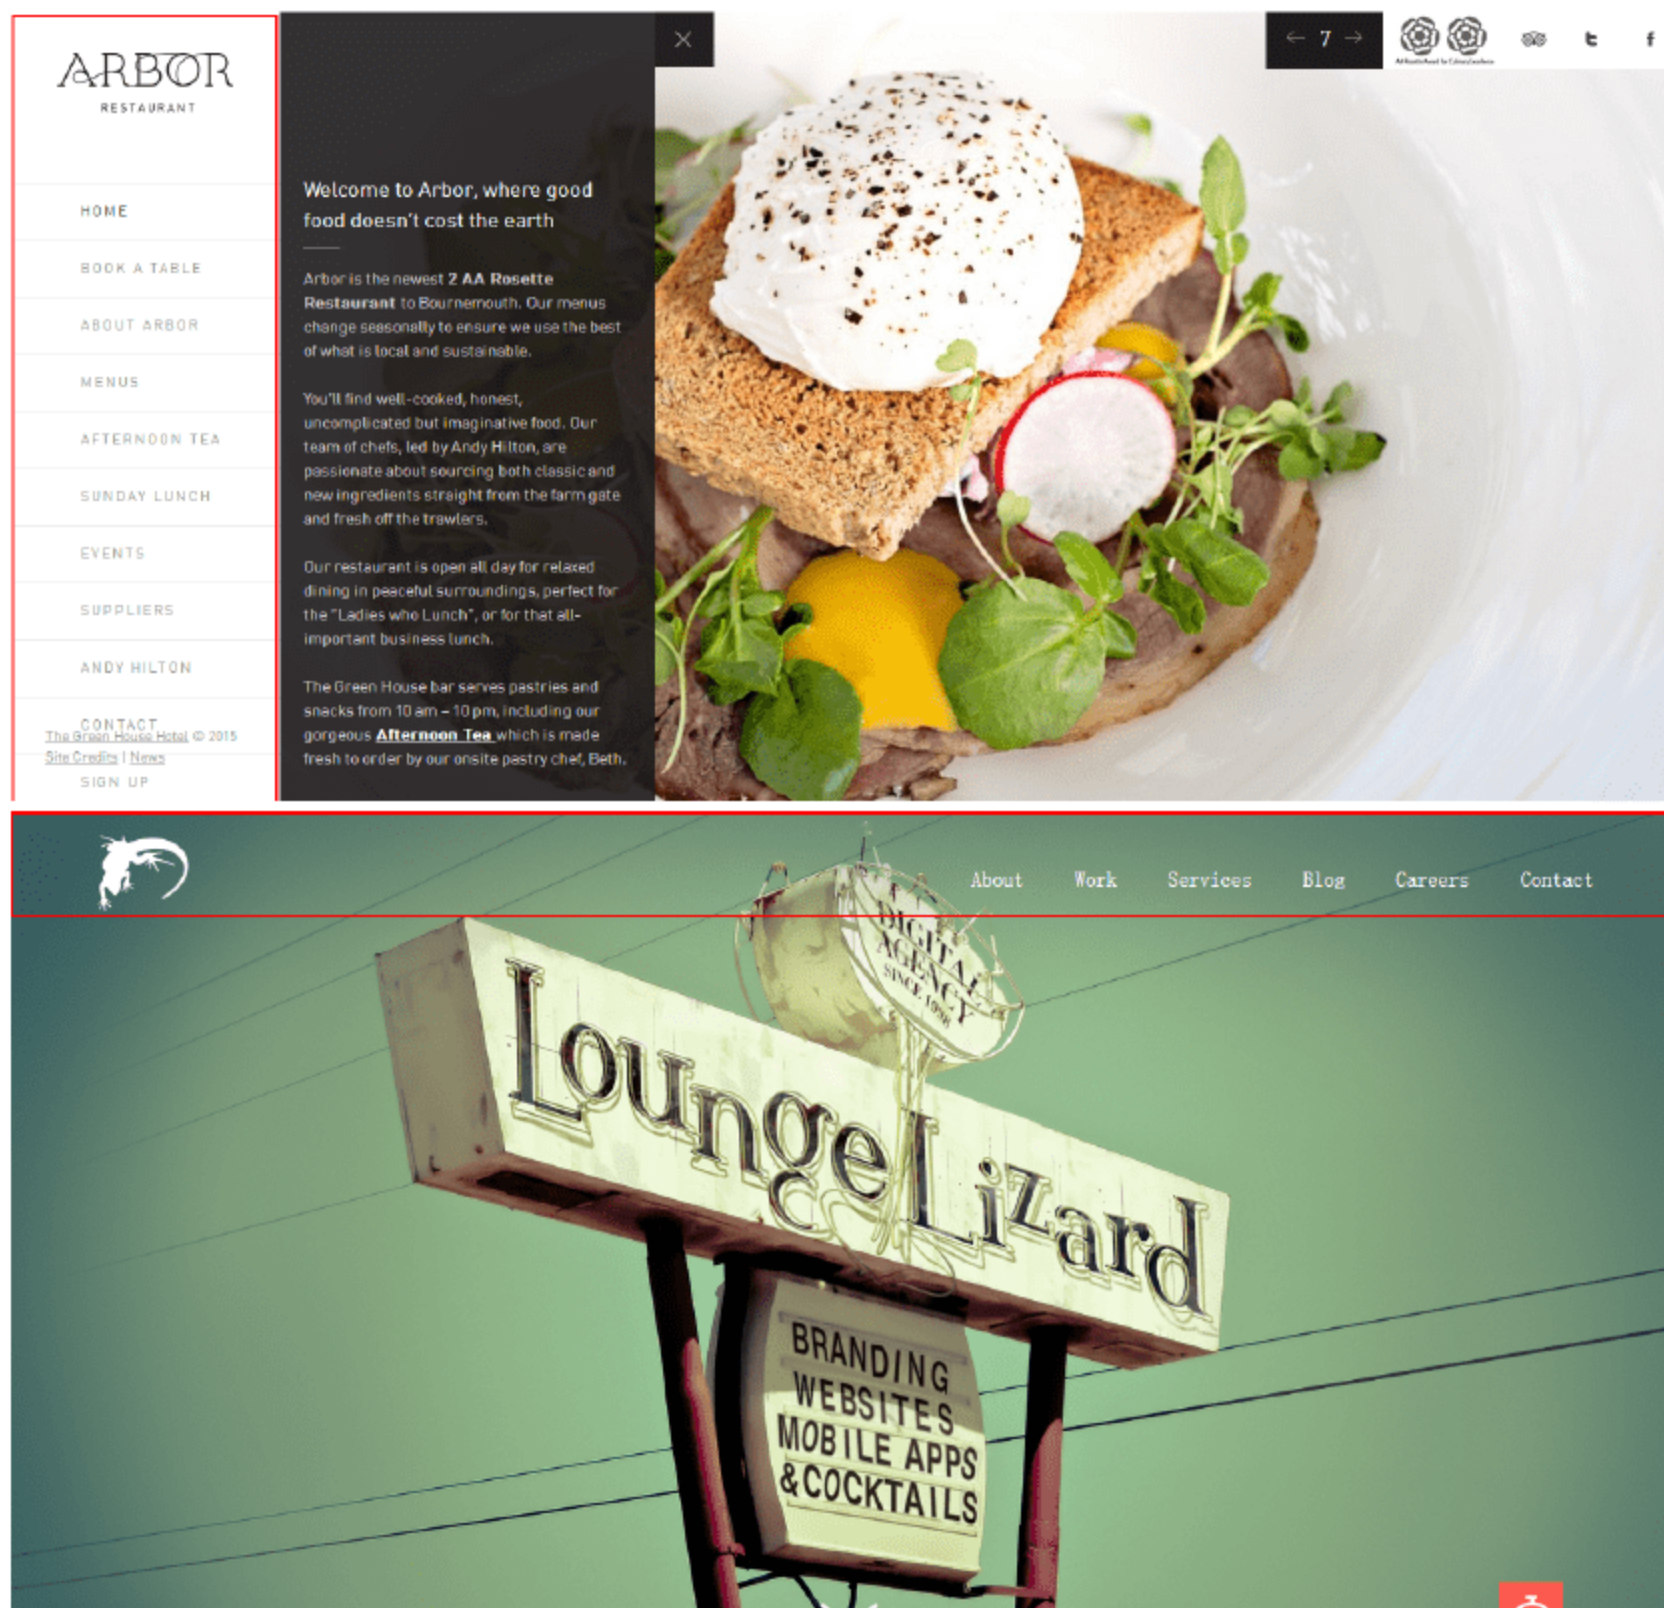 ARBOR
RESTAURANT
HOME
BOOK A TABLE
ABOUT ARBOR
MENUS
AFTERNOON TEA
SUNDAY LUNCH
EVENTS
SUPPLIERS
ANDY HILTON
CONTACT
The Green House Hotel © 2015
Site Credits | News
SIGN UP
Welcome to Arbor, where good
food doesn't cost the earth
Arbor is the newest 2 AA Rosette
Restaurant to Bournemouth. Our menus
change seasonally to ensure we use the best
of what is local and sustainable.
You'll find well-cooked, honest,
uncomplicated but imaginative food. Our
team of chefs, led by Andy Hilton, are
passionate about sourcing both classic and
new ingredients straight from the farm gate
and fresh off the trawlers.
Our restaurant is open all day for relaxed
dining in peaceful surroundings, perfect for
the "Ladies who Lunch", or for that all-
important business lunch.
The Green House bar serves pastries and
snacks from 10 am – 10 pm, including our
gorgeous Afternoon Tea which is made
fresh to order by our onsite pastry chef, Beth.
← 7 →
About Work Services Blog Careers Contact
DIGITAL
AGENCY
SINCE 1998
Lounge Lizard
BRANDING
WEBSITES
MOBILE APPS
&COCKTAILS